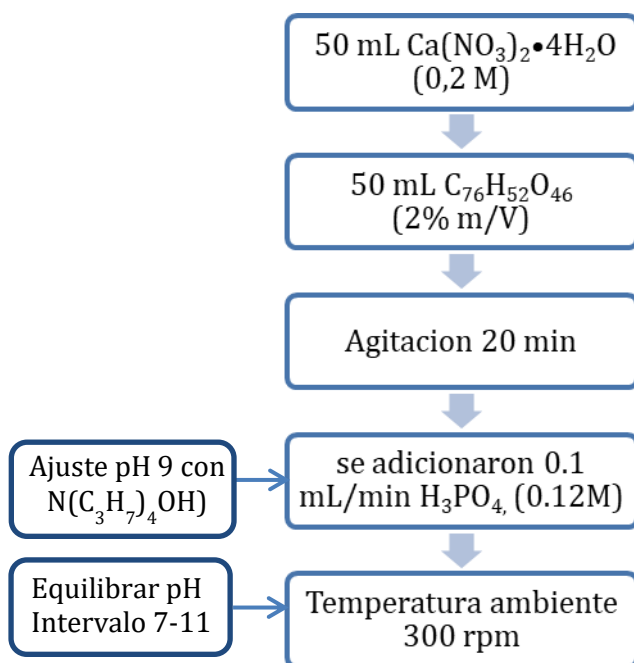 50 mL Ca(NO₃)₂•4H₂O
(0,2 M)
50 mL C₇₆H₅₂O₄₆
(2% m/V)
Agitacion 20 min
Ajuste pH 9 con
N(C₃H₇)₄OH)
se adicionaron 0.1
mL/min H₃PO₄, (0.12M)
Equilibrar pH
Intervalo 7-11
Temperatura ambiente
300 rpm